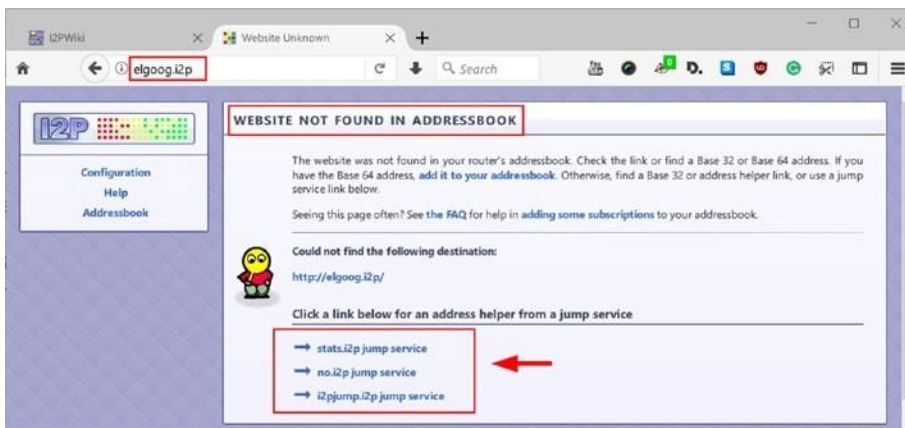 I2PWiki
Website Unknown
elgoog.i2p
Search
I2P
Configuration
Help
Addressbook
WEBSITE NOT FOUND IN ADDRESSBOOK
The website was not found in your router's addressbook. Check the link or find a Base 32 or Base 64 address. If you
have the Base 64 address, add it to your addressbook. Otherwise, find a Base 32 or address helper link, or use a jump
service link below.
Seeing this page often? See the FAQ for help in adding some subscriptions to your addressbook.
Could not find the following destination:
http://elgoog.i2p/
Click a link below for an address helper from a jump service
stats.i2p jump service
no.i2p jump service
i2pjump.i2p jump service